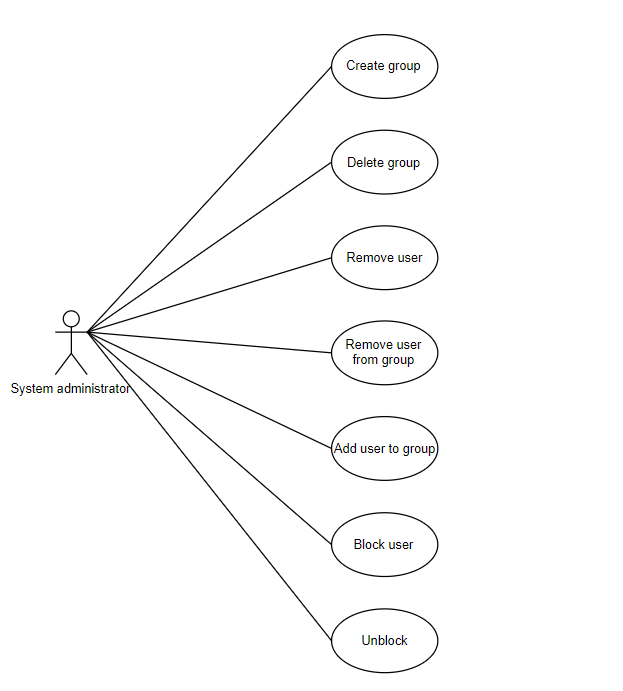 Create group
Delete group
Remove user
Remove user
from group
System administrator
Add user to group
Block user
Unblock